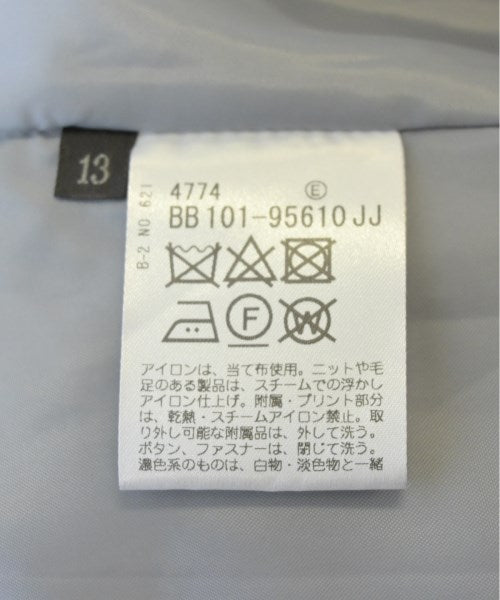 13
B-2 NO.621
4774 E
BB101-95610JJ
F W
アイロンは、当て布使用。ニットや毛
足のある製品は、スチームでの浮かし
アイロン仕上げ。附属・プリント部分
は、乾熱・スチームアイロン禁止。取
り外し可能な附属品は、外して洗う。
ボタン、ファスナーは、閉じて洗う。
濃色系のものは、白物・淡色物と一緒